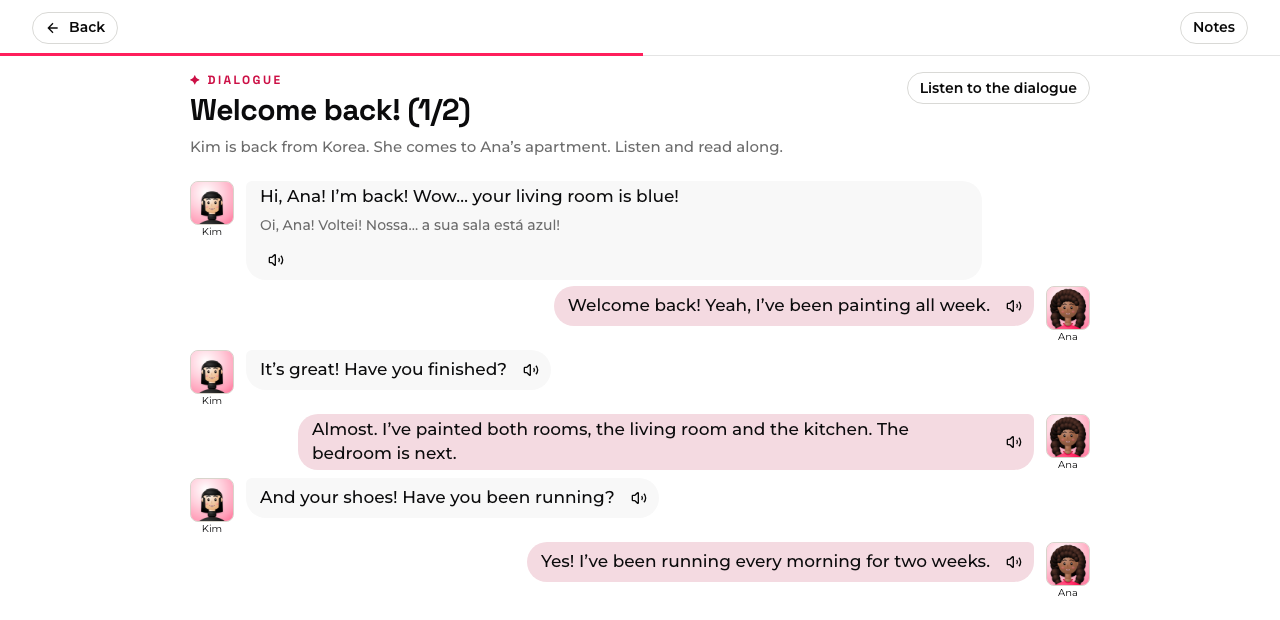 Back
Notes
DIALOGUE
Welcome back! (1/2)
Listen to the dialogue
Kim is back from Korea. She comes to Ana’s apartment. Listen and read along.
Hi, Ana! I’m back! Wow... your living room is blue!
Oi, Ana! Voltei! Nossa... a sua sala está azul!
Kim
Welcome back! Yeah, I’ve been painting all week.
Ana
It’s great! Have you finished?
Kim
Almost. I’ve painted both rooms, the living room and the kitchen. The
bedroom is next.
Ana
And your shoes! Have you been running?
Kim
Yes! I’ve been running every morning for two weeks.
Ana